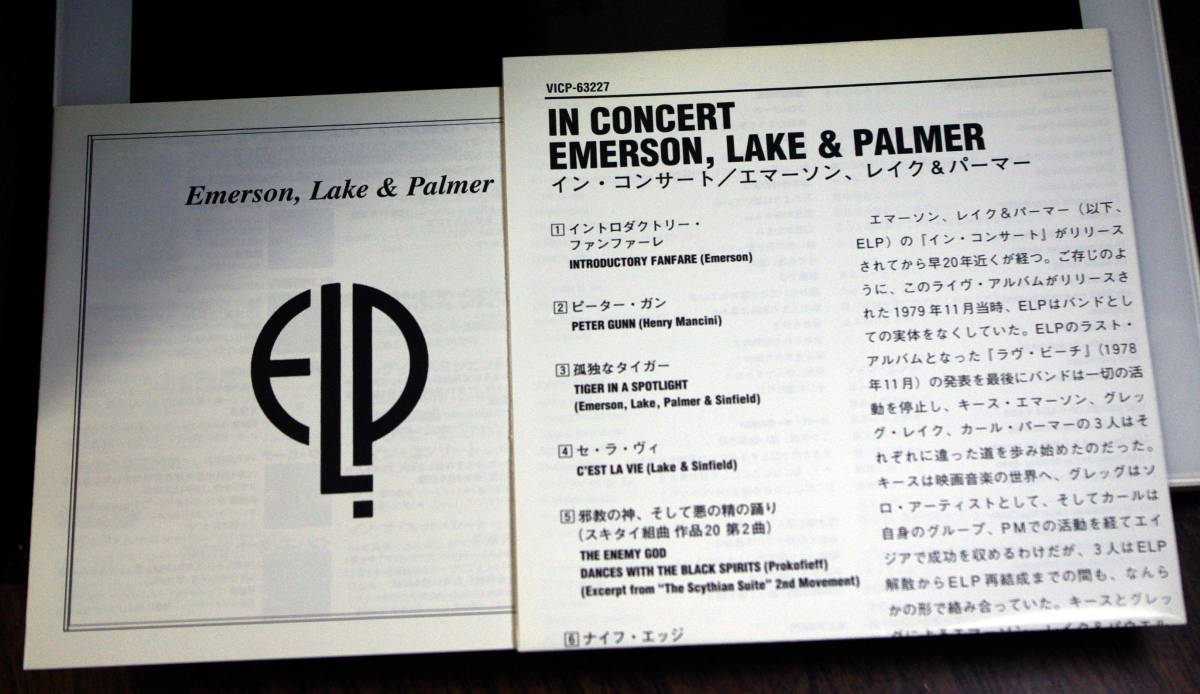 Emerson, Lake & Palmer
ELP
VICP-63227
IN CONCERT
EMERSON, LAKE & PALMER
イン・コンサート／エマーソン、レイク＆パーマー
1 イントロダクトリー・
ファンファーレ
INTRODUCTORY FANFARE (Emerson)
2 ピーター・ガン
PETER GUNN (Henry Mancini)
3 孤独なタイガー
TIGER IN A SPOTLIGHT
(Emerson, Lake, Palmer & Sinfield)
4 セ・ラ・ヴィ
C'EST LA VIE (Lake & Sinfield)
5 邪教の神、そして悪の精の踊り
(スキタイ組曲 作品20 第2曲)
THE ENEMY GOD
DANCES WITH THE BLACK SPIRITS (Prokofieff)
(Excerpt from "The Scythian Suite" 2nd Movement)
6 ナイフ・エッジ
エマーソン、レイク＆パーマー（以下、
ELP）の『イン・コンサート』がリリース
されてから早20年近くが経つ。ご存じのよ
うに、このライヴ・アルバムがリリースさ
れた1979年11月当時、ELPはバンドとし
ての実体をなくしていた。ELPのラスト・
アルバムとなった『ラヴ・ビーチ』(1978
年11月）の発表を最後にバンドは一切の活
動を停止し、キース・エマーソン、グレッ
グ・レイク、カール・パーマーの３人はそ
れぞれに違った道を歩み始めたのだった。
キースは映画音楽の世界へ、グレッグはソ
ロ・アーティストとして、そしてカールは
自身のグループ、PMでの活動を経てエイ
ジアで成功を収めるわけだが、３人はELP
解散からELP再結成までの間も、なんら
かの形で絡み合っていた。キースとグレッ
グによるエマーソン、レイク＆パウエル